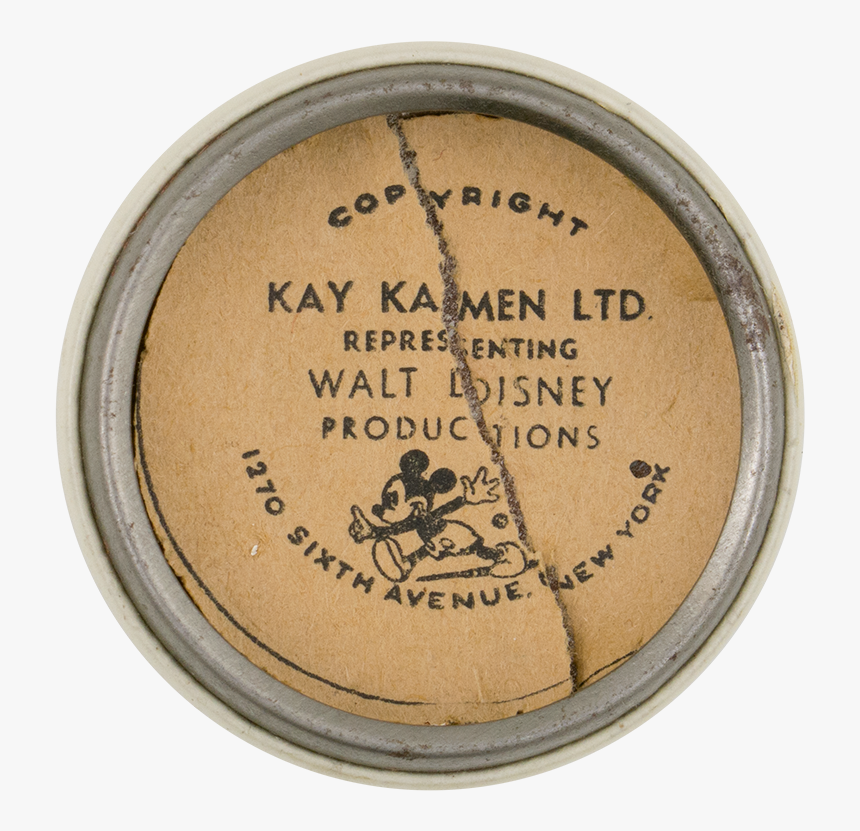 COPYRIGHT
KAY KAMEN LTD.
REPRESENTING
WALT DISNEY
PRODUCTIONS
1270 SIXTH AVENUE, NEW YORK